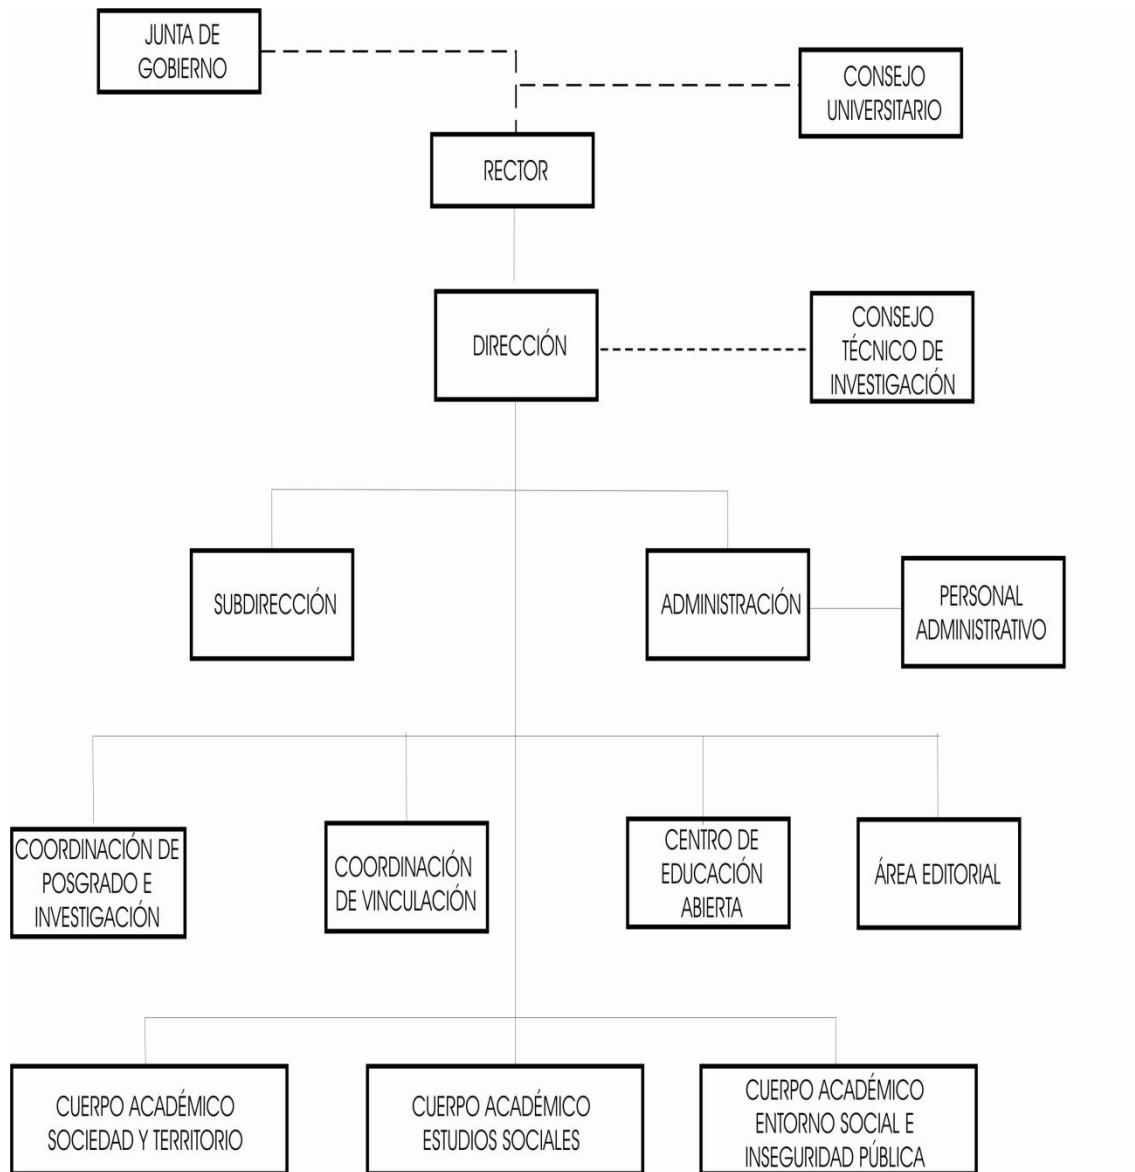 JUNTA DE
GOBIERNO
CONSEJO
UNIVERSITARIO
RECTOR
DIRECCIÓN
CONSEJO
TÉCNICO DE
INVESTIGACIÓN
SUBDIRECCIÓN
ADMINISTRACIÓN
PERSONAL
ADMINISTRATIVO
COORDINACIÓN DE
POSGRADO E
INVESTIGACIÓN
COORDINACIÓN
DE VINCULACIÓN
CENTRO DE
EDUCACIÓN
ABIERTA
ÁREA EDITORIAL
CUERPO ACADÉMICO
SOCIEDAD Y TERRITORIO
CUERPO ACADÉMICO
ESTUDIOS SOCIALES
CUERPO ACADÉMICO
ENTORNO SOCIAL E
INSEGURIDAD PÚBLICA